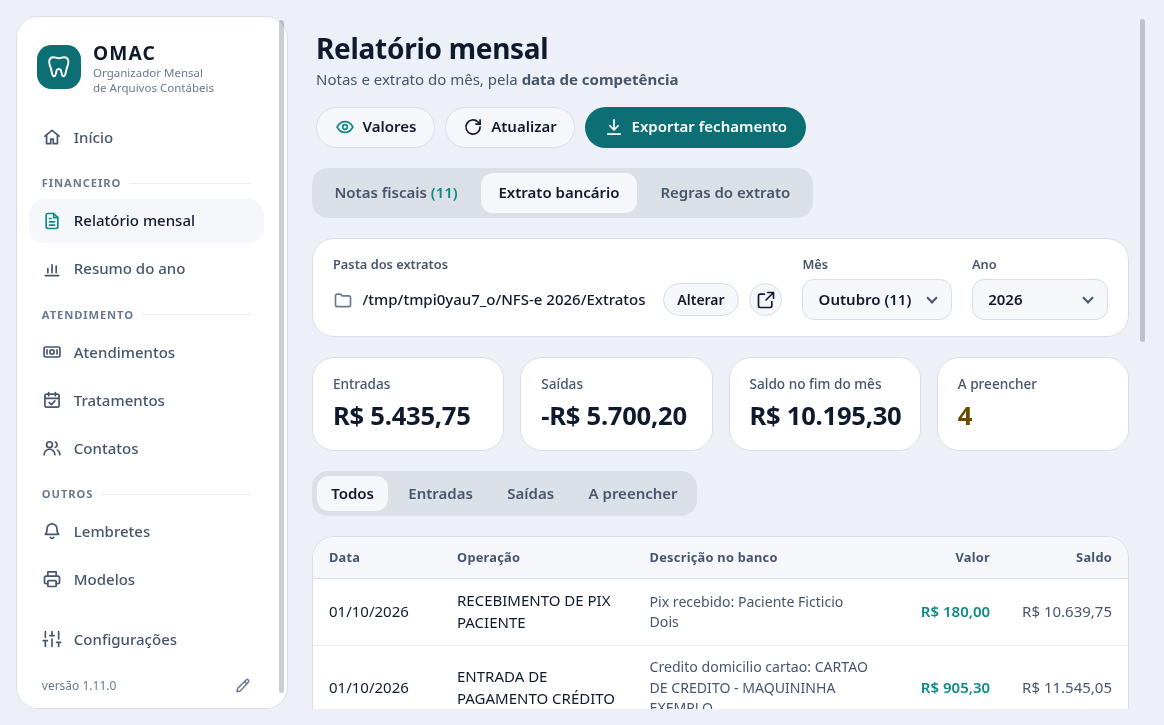 OMAC
Organizador Mensal
de Arquivos Contábeis
Início
FINANCEIRO
Relatório mensal
Resumo do ano
ATENDIMENTO
Atendimentos
Tratamentos
Contatos
OUTROS
Lembretes
Modelos
Configurações
versão 1.11.0
Relatório mensal
Notas e extrato do mês, pela data de competência
Valores Atualizar Exportar fechamento
Notas fiscais (11) Extrato bancário Regras do extrato
Pasta dos extratos Mês Ano
/tmp/tmpi0yau7_o/NFS-e 2026/Extratos Alterar Outubro (11) 2026
Entradas Saídas Saldo no fim do mês A preencher
R$ 5.435,75 -R$ 5.700,20 R$ 10.195,30 4
Todos Entradas Saídas A preencher
Data Operação Descrição no banco Valor Saldo
01/10/2026 RECEBIMENTO DE PIX PACIENTE Pix recebido: Paciente Ficticio Dois R$ 180,00 R$ 10.639,75
ENTRADA DE PAGAMENTO CRÉDITO Credito domicilio cartao: CARTAO DE CREDITO - MAQUININHA EXEMPLO
01/10/2026 R$ 905,30 R$ 11.545,05